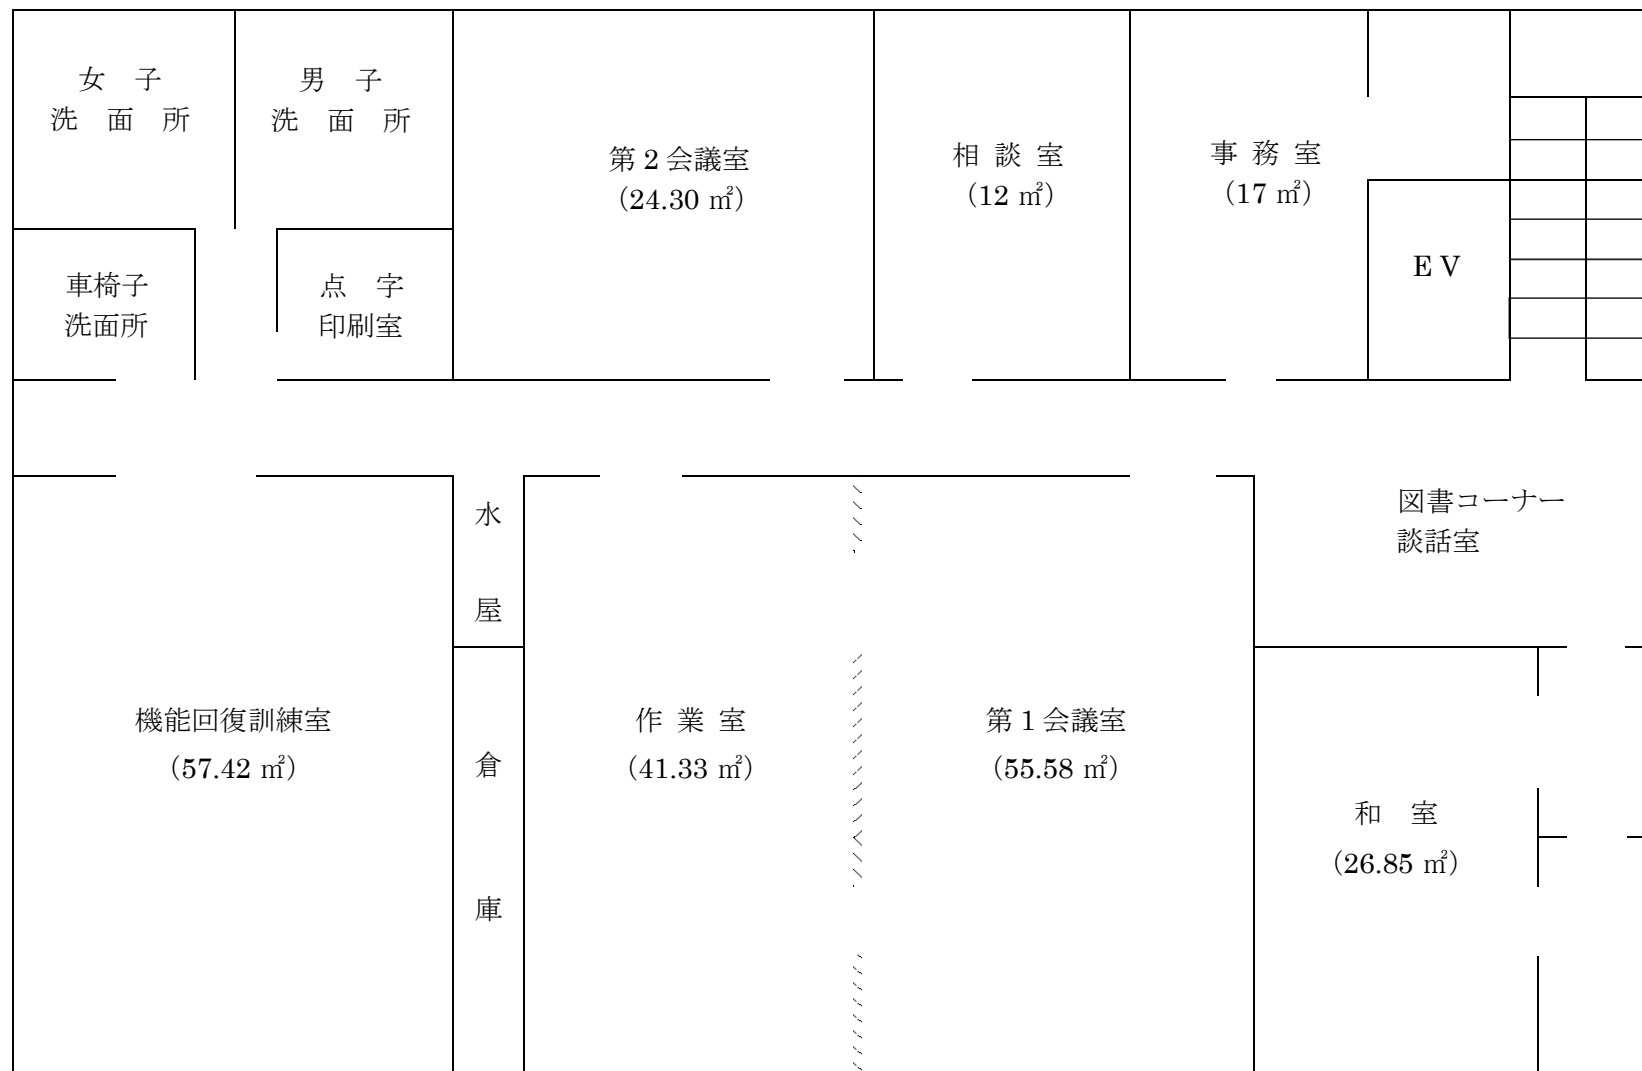 女 子
洗 面 所
男 子
洗 面 所
第2会議室
（24.30 ㎡）
相 談 室
（12 ㎡）
事 務 室
（17 ㎡）
車椅子
洗面所
点 字
印刷室
EV
水
屋
図書コーナー
談話室
機能回復訓練室
（57.42 ㎡）
倉
庫
作 業 室
（41.33 ㎡）
第1会議室
（55.58 ㎡）
和 室
（26.85 ㎡）